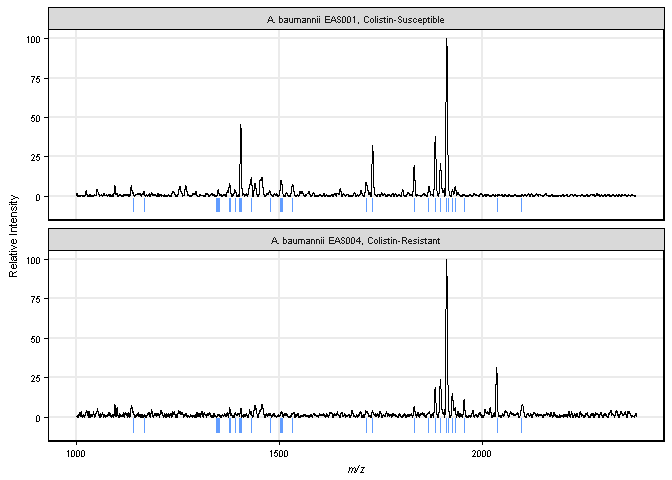 A. baumannii EAS001, Colistin-Susceptible
100
75
50
25
0
Relative Intensity
A. baumannii EAS004, Colistin-Resistant
100
75
50
25
0
1000 1500 2000
m/z